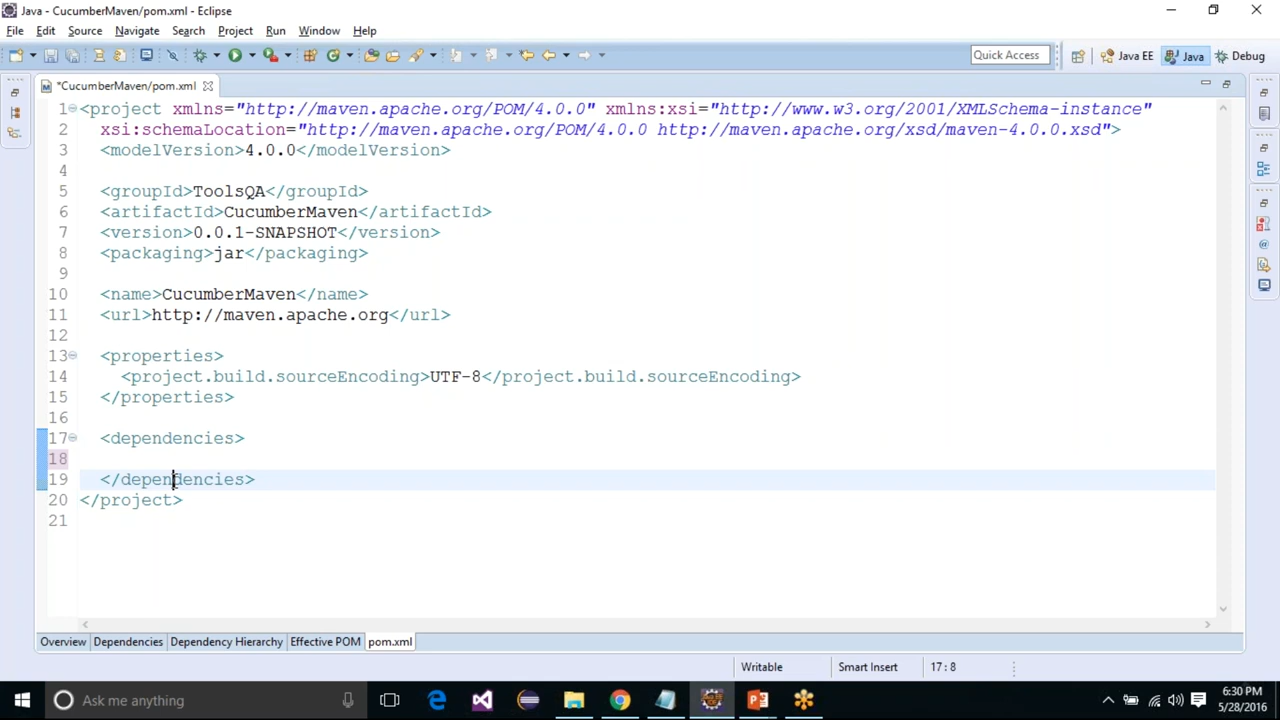 Java - CucumberMaven/pom.xml - Eclipse
File Edit Source Navigate Search Project Run Window Help
Quick Access Java EE Java Debug
*CucumberMaven/pom.xml
1 <project xmlns="http://maven.apache.org/POM/4.0.0" xmlns:xsi="http://www.w3.org/2001/XMLSchema-instance"
2 xsi:schemaLocation="http://maven.apache.org/POM/4.0.0 http://maven.apache.org/xsd/maven-4.0.0.xsd">
3 <modelVersion>4.0.0</modelVersion>
4
5 <groupId>ToolsQA</groupId>
6 <artifactId>CucumberMaven</artifactId>
7 <version>0.0.1-SNAPSHOT</version>
8 <packaging>jar</packaging>
9
10 <name>CucumberMaven</name>
11 <url>http://maven.apache.org</url>
12
13 <properties>
14 <project.build.sourceEncoding>UTF-8</project.build.sourceEncoding>
15 </properties>
16
17 <dependencies>
18
19 </dependencies>
20 </project>
21
Overview Dependencies Dependency Hierarchy Effective POM pom.xml
Writable Smart Insert 17 : 8
Ask me anything
6:30 PM
5/28/2016